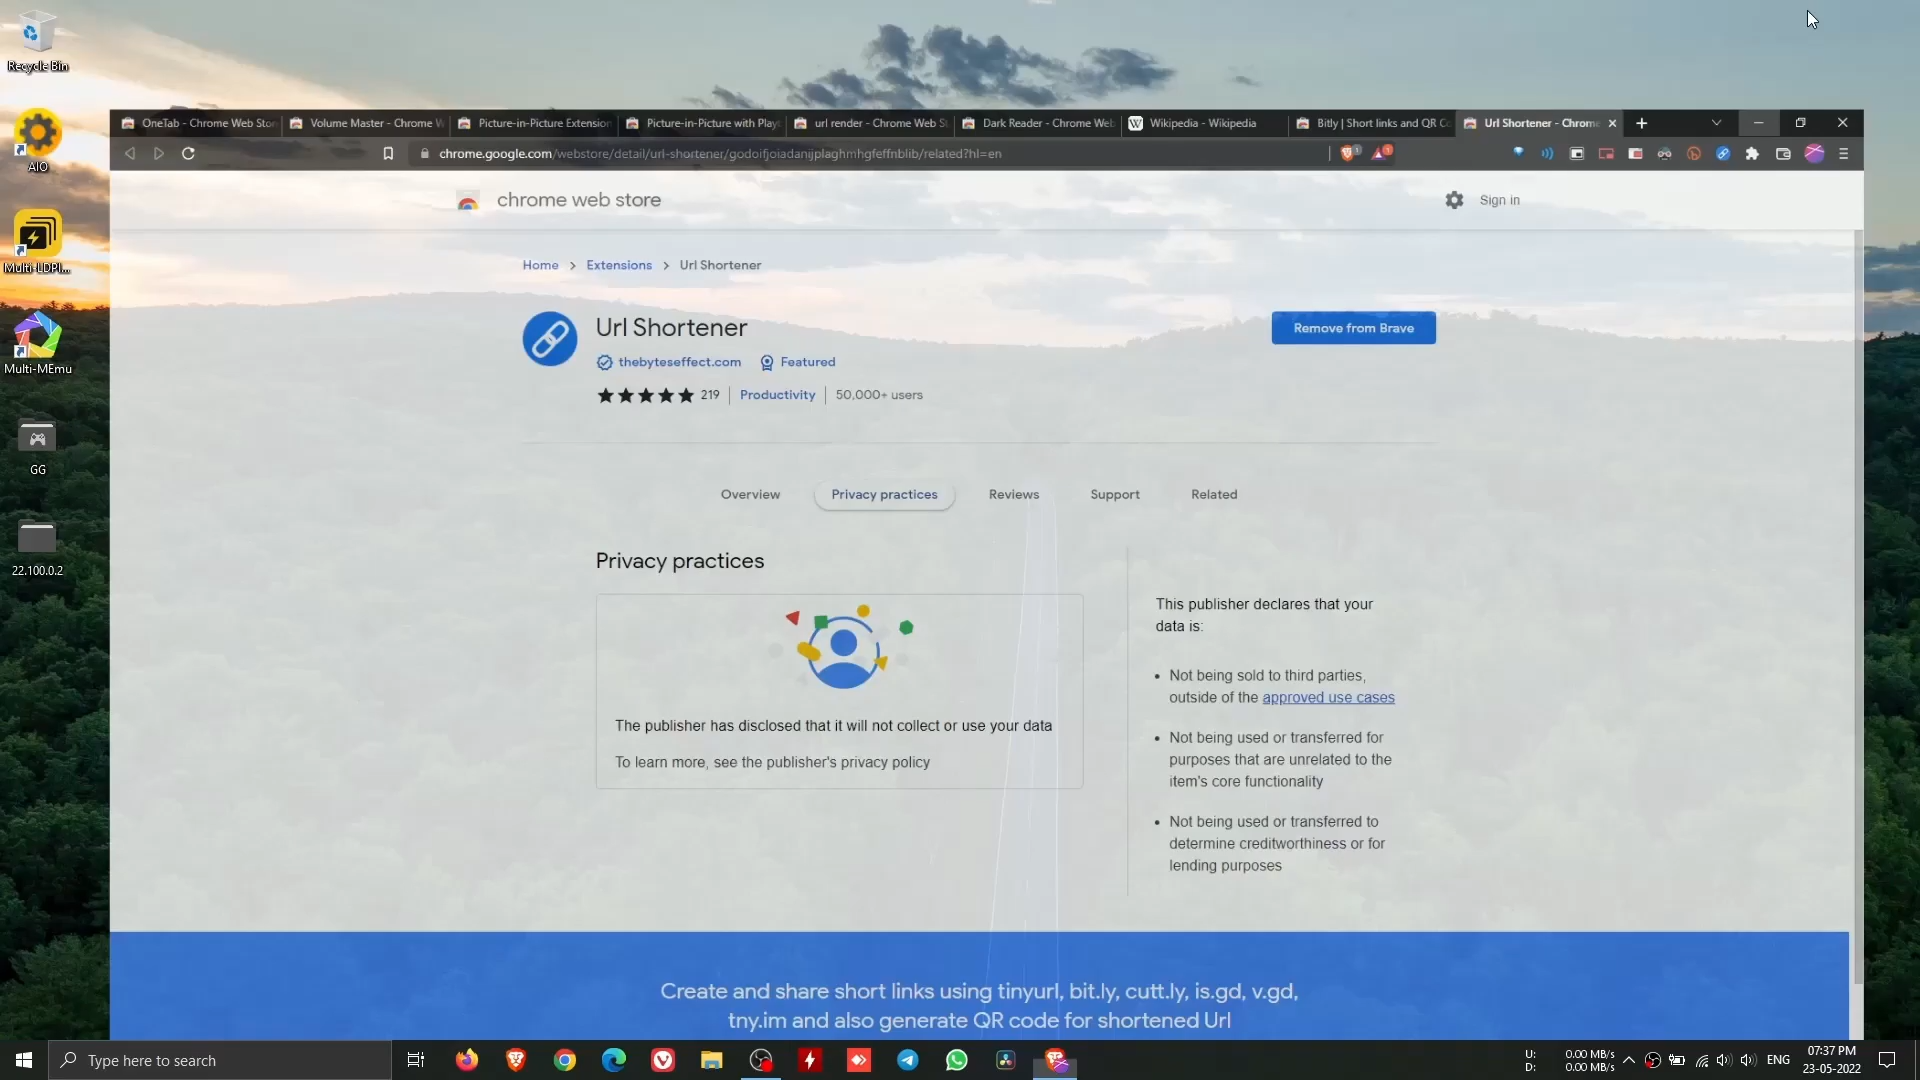 Recycle Bin
AIO
Multi-LDPl...
Multi-MEmu
GG
22.100.0.2
OneTab - Chrome Web Stor
Volume Master - Chrome W
Picture-in-Picture Extension
Picture-in-Picture with Playb
url render - Chrome Web St
Dark Reader - Chrome Web
Wikipedia - Wikipedia
Bitly | Short links and QR Co
Url Shortener - Chrome
chrome.google.com/webstore/detail/url-shortener/godoifjoiadanijplaghmhgfeffnblib/related?hl=en
chrome web store
Sign in
Home > Extensions > Url Shortener
Url Shortener
Remove from Brave
thebyteseffect.com Featured
219 Productivity 50,000+ users
Overview Privacy practices Reviews Support Related
Privacy practices
The publisher has disclosed that it will not collect or use your data
To learn more, see the publisher's privacy policy
This publisher declares that your
data is:
• Not being sold to third parties,
outside of the approved use cases
• Not being used or transferred for
purposes that are unrelated to the
item's core functionality
• Not being used or transferred to
determine creditworthiness or for
lending purposes
Create and share short links using tinyurl, bit.ly, cutt.ly, is.gd, v.gd,
tny.im and also generate QR code for shortened Url
Type here to search
U: 0.00 MB/s
D: 0.00 MB/s
ENG
07:37 PM
23-05-2022